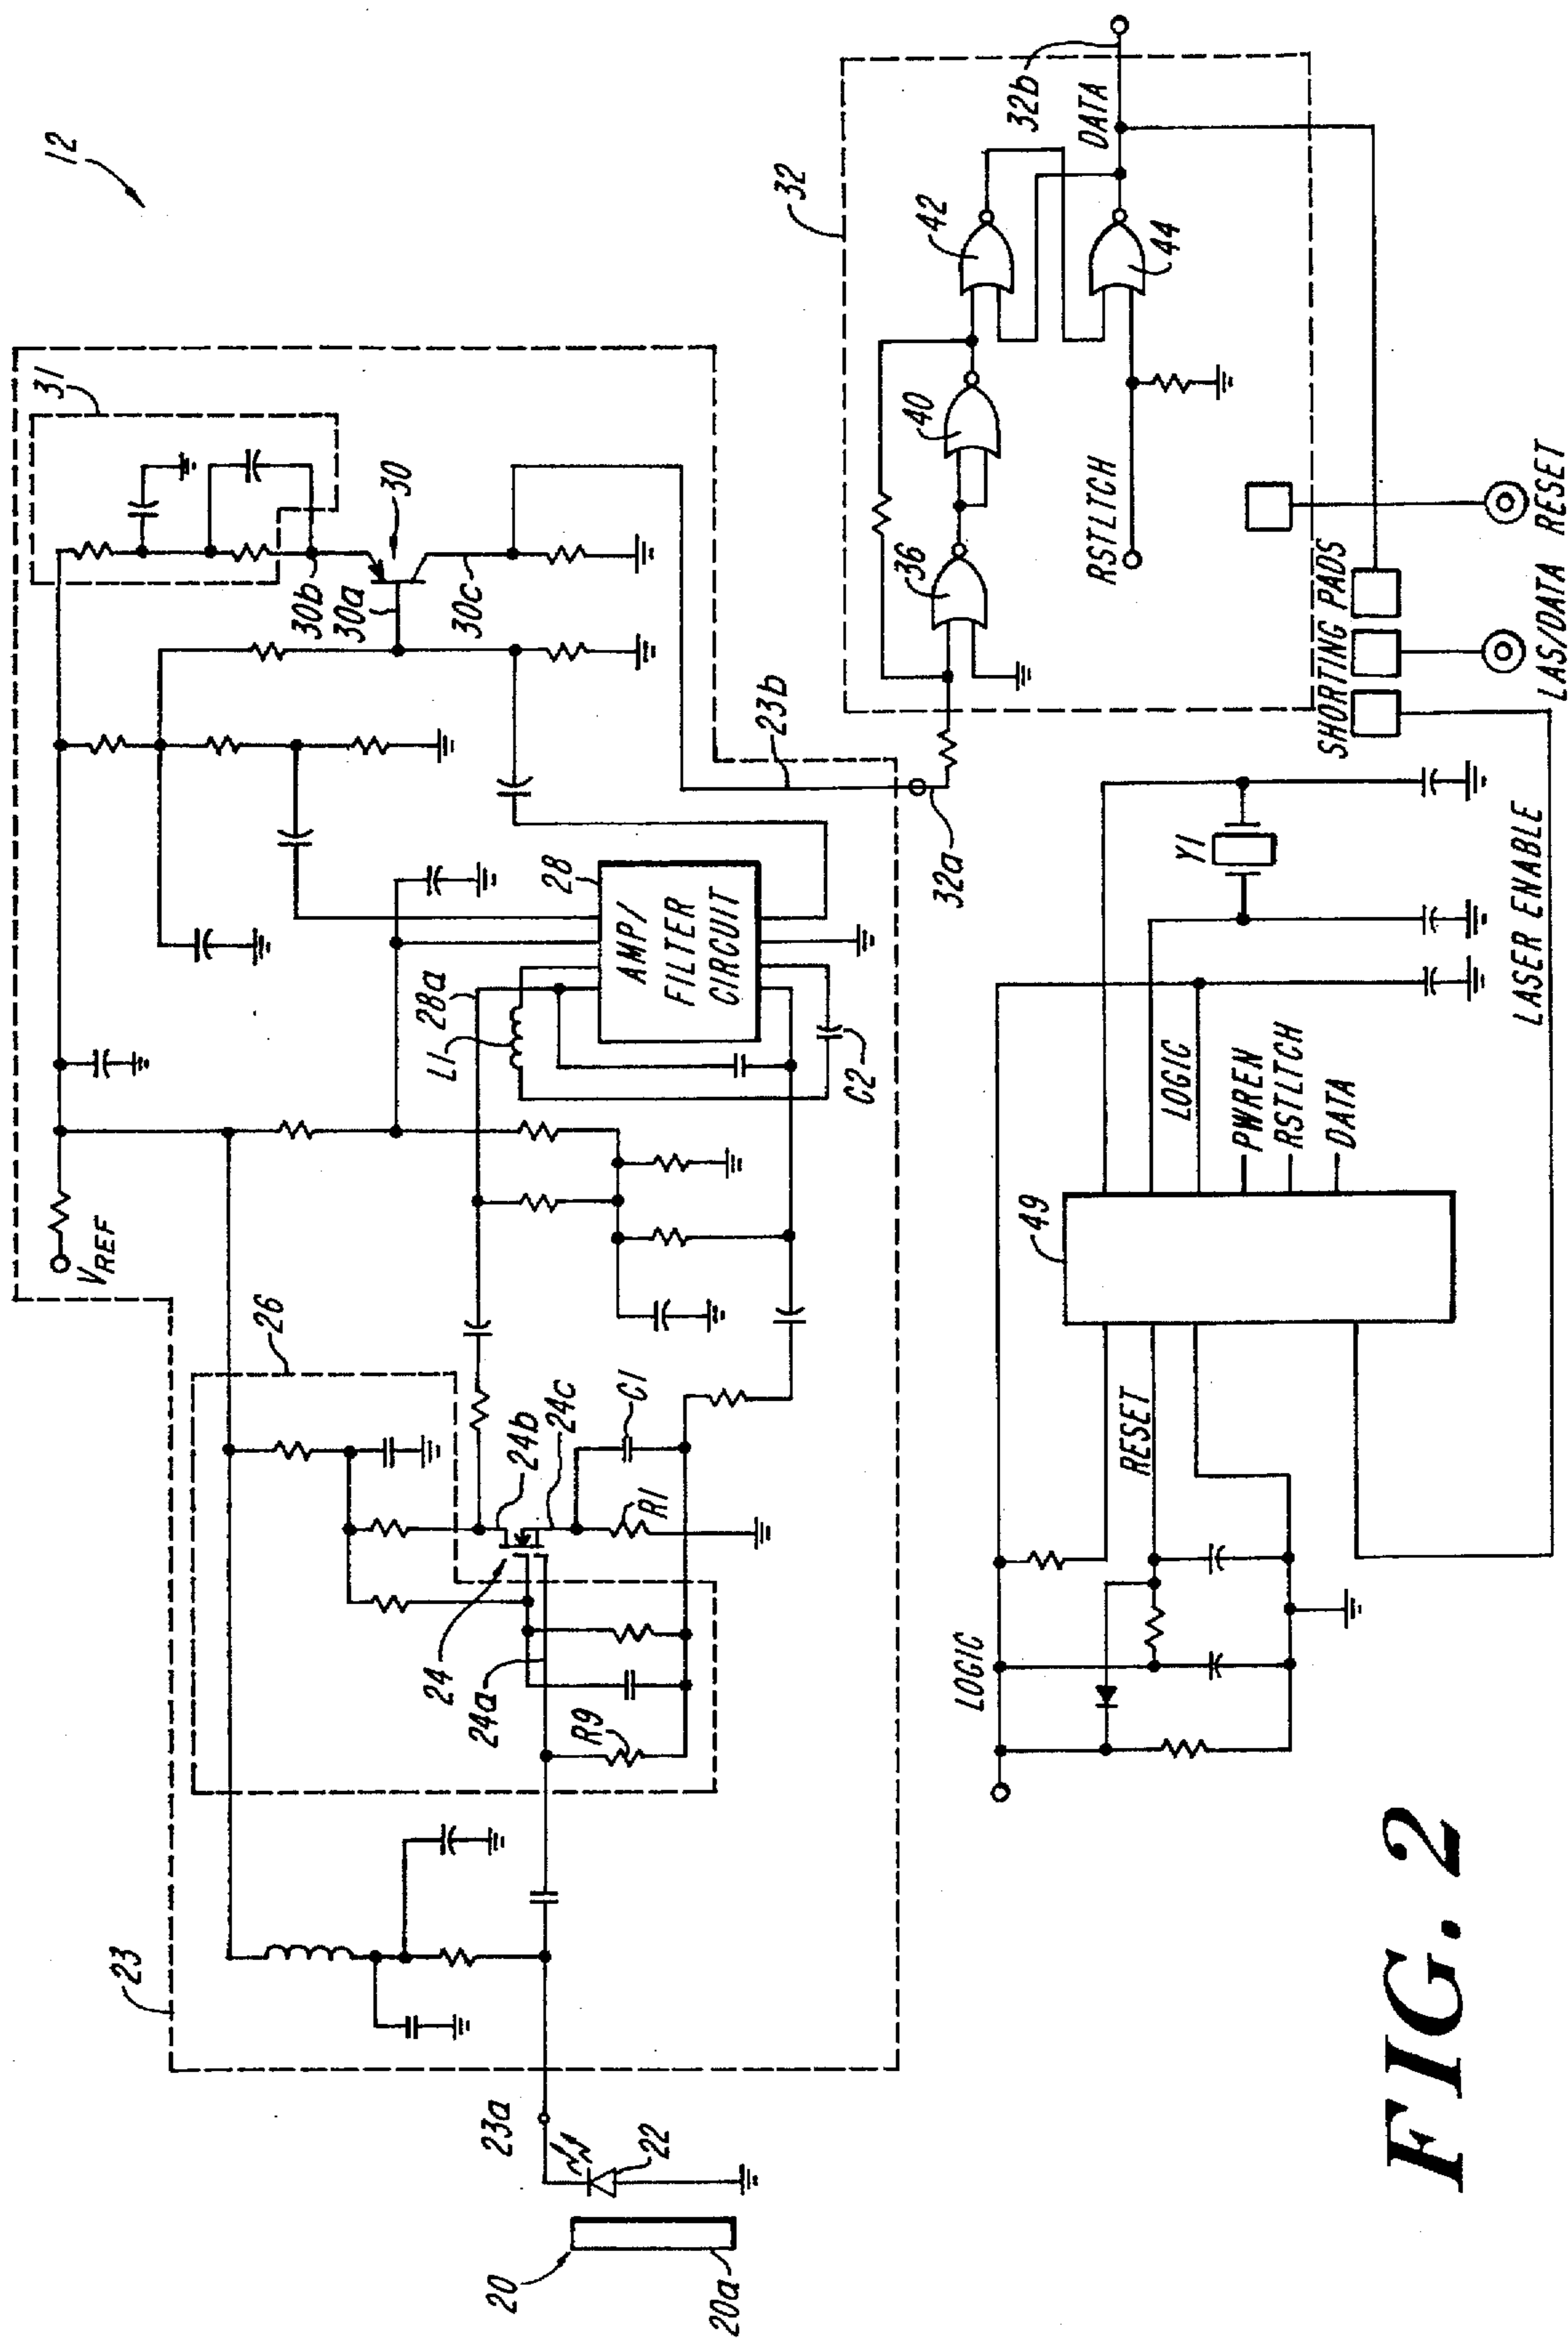 12
23
26
31
VREF
30b
30a
30
30c
28a
L1
28
AMP/
FILTER
CIRCUIT
C2
23b
24
24a
24b
24c
C1
R1
R9
23a
22
20
20a
32
32a
36
40
42
44
32b
DATA
RSTLTCH
LOGIC
RESET
49
LOGIC
PWREN
RSTLTCH
DATA
Y1
LASER ENABLE
SHORTING PADS
LAS/DATA
RESET
FIG. 2